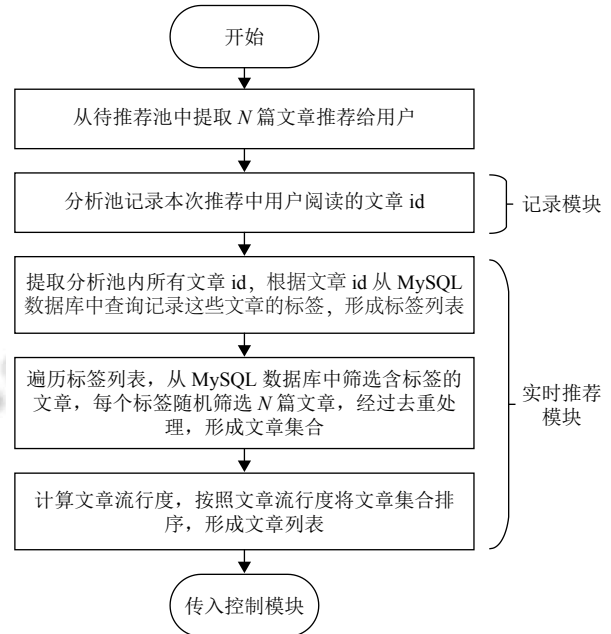 开始
从待推荐池中提取 N 篇文章推荐给用户
分析池记录本次推荐中用户阅读的文章 id
记录模块
提取分析池内所有文章 id，根据文章 id 从 MySQL
数据库中查询记录这些文章的标签，形成标签列表
遍历标签列表，从 MySQL 数据库中筛选含标签的
文章，每个标签随机筛选 N 篇文章，经过去重处
理，形成文章集合
实时推荐
模块
计算文章流行度，按照文章流行度将文章集合排
序，形成文章列表
传入控制模块